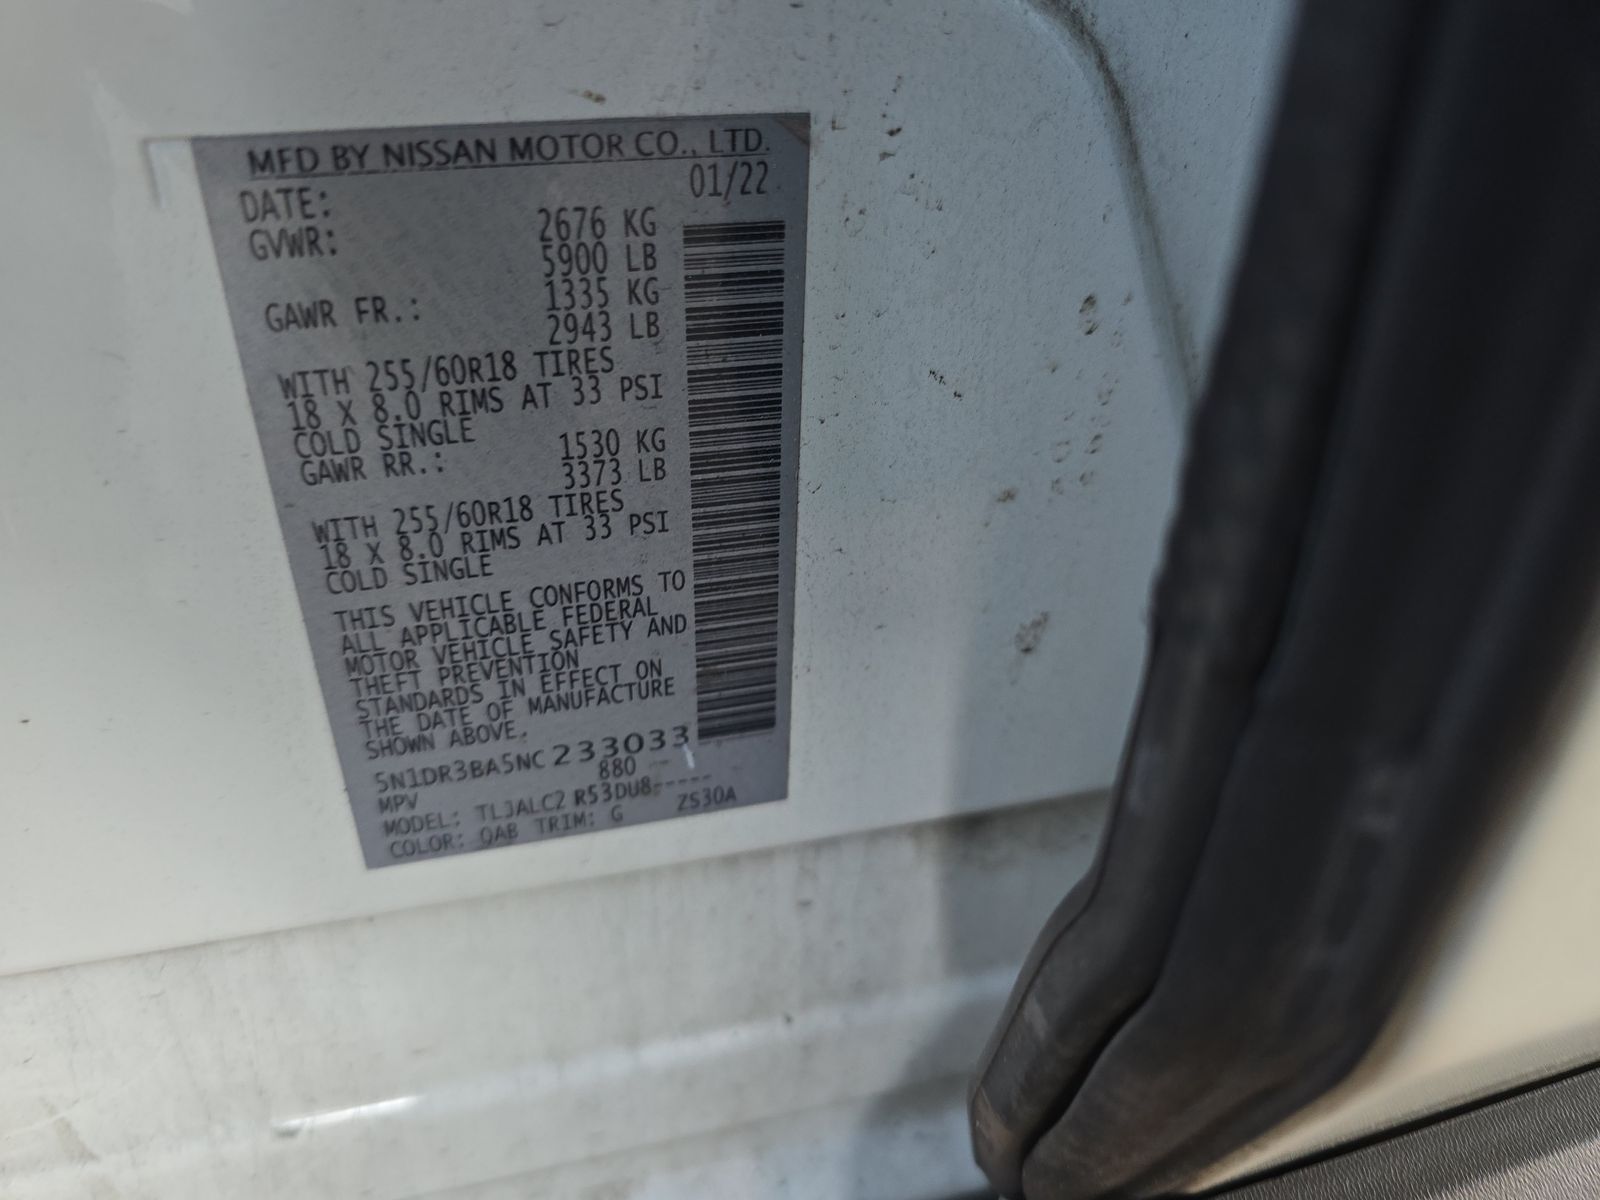 MFD BY NISSAN MOTOR CO., LTD.
DATE: 01/22
GVWR: 2676 KG
5900 LB
GAWR FR.: 1335 KG
2943 LB
WITH 255/60R18 TIRES
18 X 8.0 RIMS AT 33 PSI
COLD SINGLE
GAWR RR.: 1530 KG
3373 LB
WITH 255/60R18 TIRES
18 X 8.0 RIMS AT 33 PSI
COLD SINGLE
THIS VEHICLE CONFORMS TO
ALL APPLICABLE FEDERAL
MOTOR VEHICLE SAFETY AND
THEFT PREVENTION
STANDARDS IN EFFECT ON
THE DATE OF MANUFACTURE
SHOWN ABOVE.
5N1DR3BA5NC233033
MPV 880
MODEL: TLJALC2 R53DU8-----
COLOR: QAB TRIM: G ZS30A